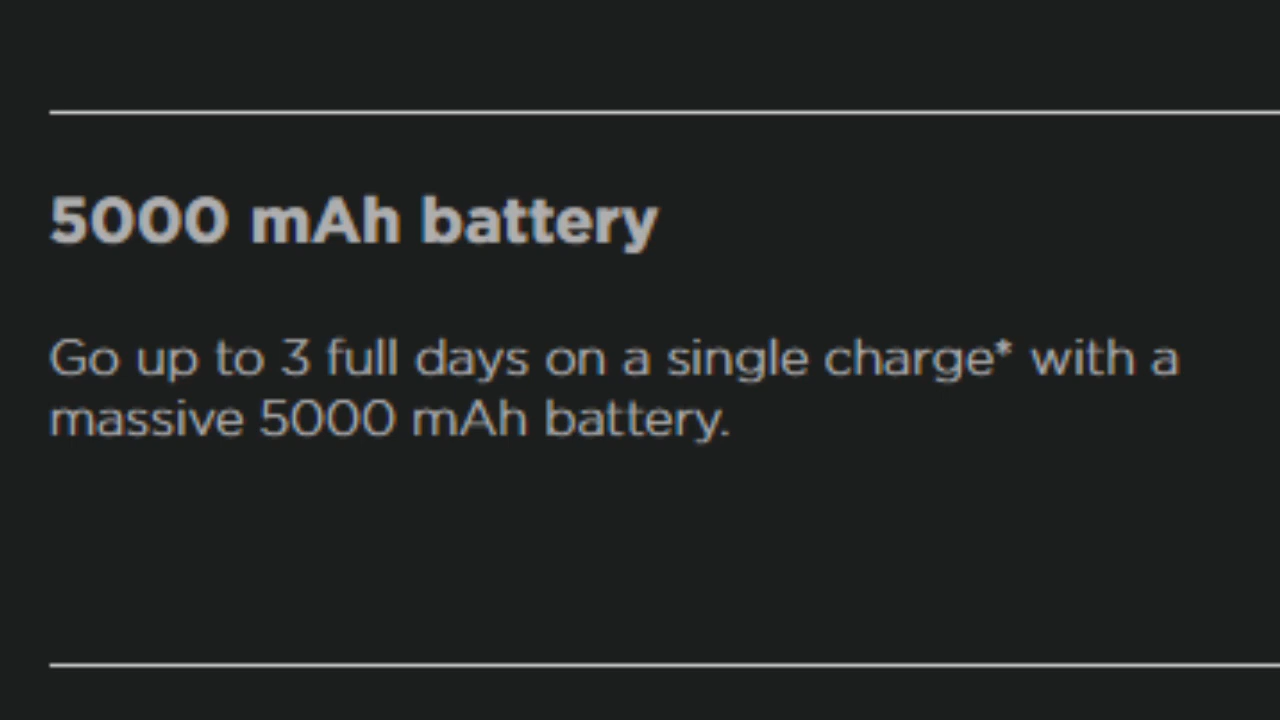 5000 mAh battery
Go up to 3 full days on a single charge* with a
massive 5000 mAh battery.